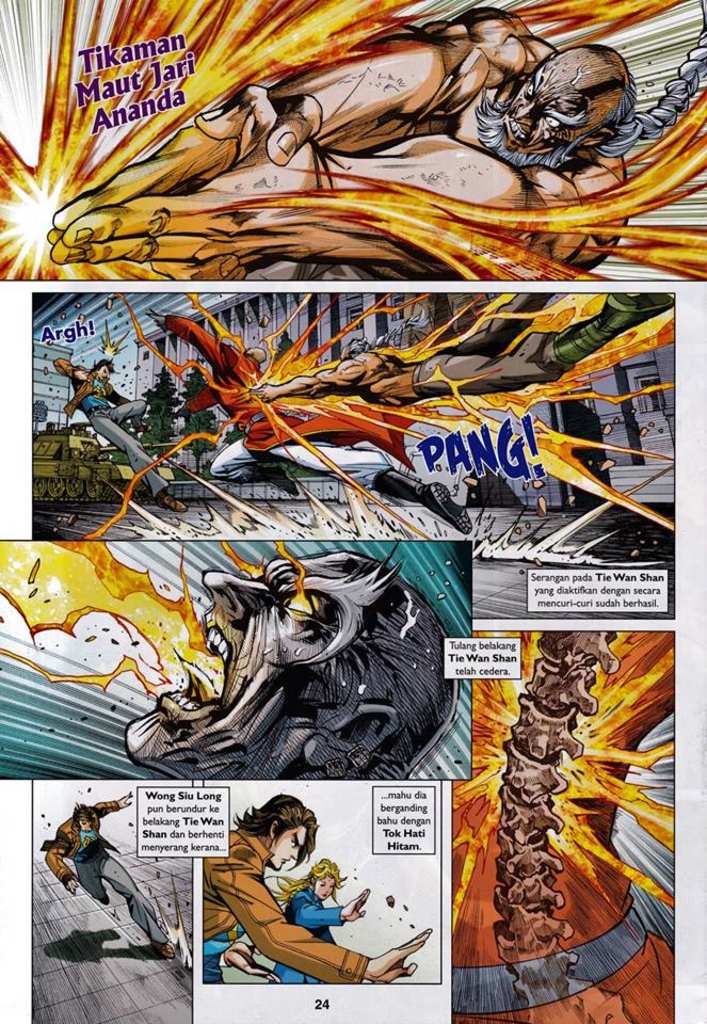 Tikaman
Maut Jari
Ananda
Argh!
PANG!
Serangan pada Tie Wan Shan
yang diaktifkan dengan secara
mencuri-curi sudah berhasil.
Tulang belakang
Tie Wan Shan
telah cedera.
Wong Siu Long
pun berundur ke
belakang Tie Wan
Shan dan berhenti
menyerang kerana...
...mahu dia
berganding
bahu dengan
Tok Hati
Hitam.
24